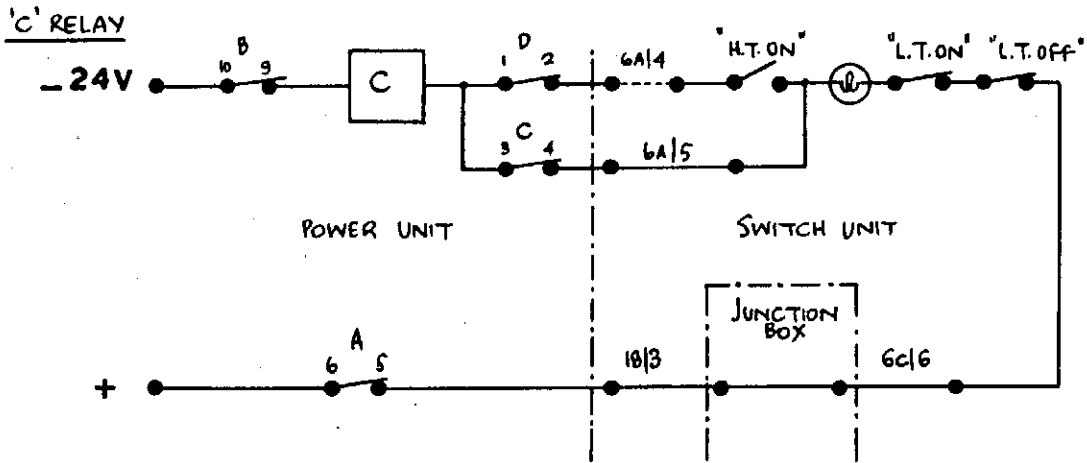 'C' RELAY
B
10 9
- 24V
C
D
1 2
6A/4
"H.T. ON"
"L.T. ON" "L.T. OFF"
C
3 4
6A/5
POWER UNIT
SWITCH UNIT
JUNCTION
BOX
A
6 5
1B/3
6C/6
+